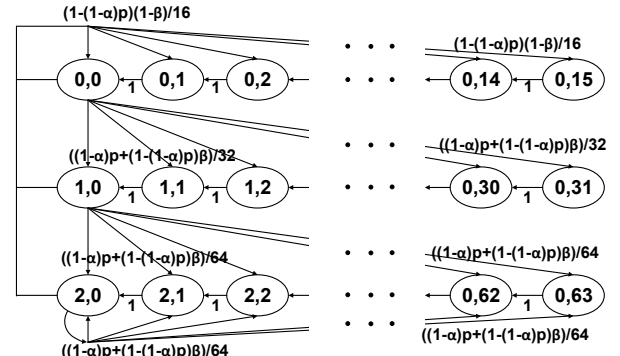 (1-(1-α)p)(1-β)/16
(1-(1-α)p)(1-β)/16
0,0 1 0,1 1 0,2 • • • 0,14 1 0,15
((1-α)p+(1-(1-α)p)β)/32 • • • ((1-α)p+(1-(1-α)p)β)/32
1,0 1 1,1 1 1,2 • • • 0,30 1 0,31
((1-α)p+(1-(1-α)p)β)/64 • • • ((1-α)p+(1-(1-α)p)β)/64
2,0 1 2,1 1 2,2 • • • 0,62 1 0,63
• • • ((1-α)p+(1-(1-α)p)β)/64
((1-α)p+(1-(1-α)p)β)/64